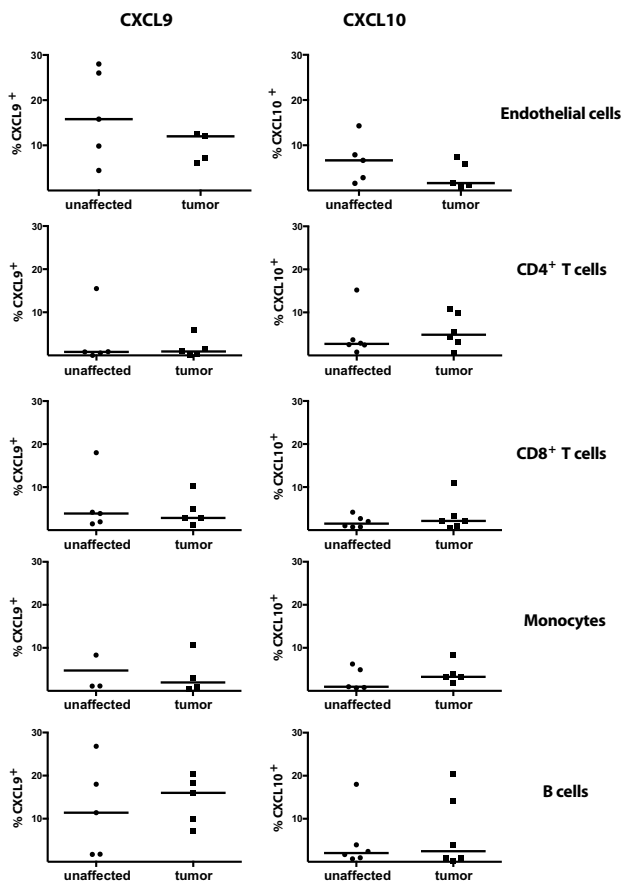 CXCL9 CXCL10
30
20
10
% CXCL9 +
unaffected tumor
30
20
10
% CXCL10 +
unaffected tumor
Endothelial cells
30
20
10
% CXCL9+
unaffected tumor
30
20
10
% CXCL10+
unaffected tumor
CD4+ T cells
30
20
10
% CXCL9+
unaffected tumor
30
20
10
% CXCL10+
unaffected tumor
CD8+ T cells
30
20
10
% CXCL9+
unaffected tumor
30
20
10
% CXCL10+
unaffected tumor
Monocytes
30
20
10
% CXCL9+
unaffected tumor
30
20
10
% CXCL10+
unaffected tumor
B cells